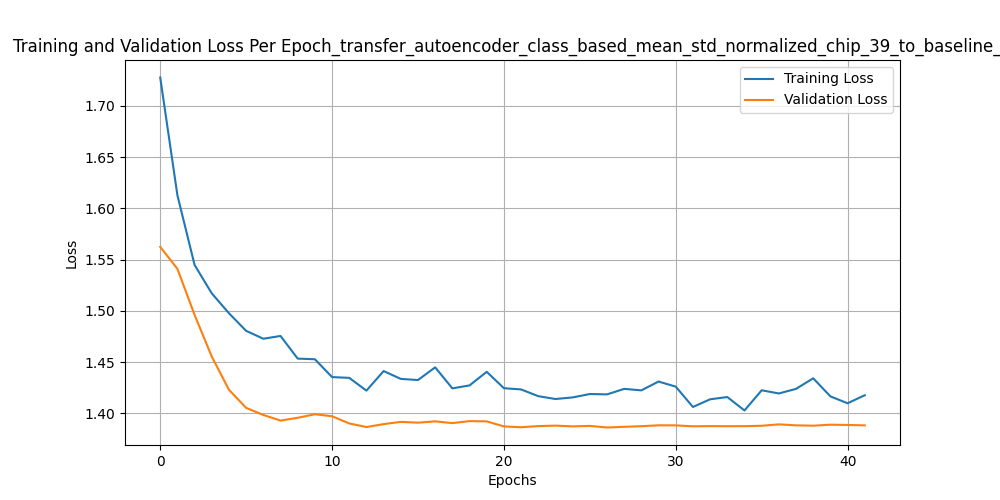 Training and Validation Loss Per Epoch_transfer_autoencoder_class_based_mean_std_normalized_chip_39_to_baseline_
Training Loss
Validation Loss
1.70
1.65
1.60
1.55
1.50
1.45
1.40
Loss
0
10
20
30
40
Epochs